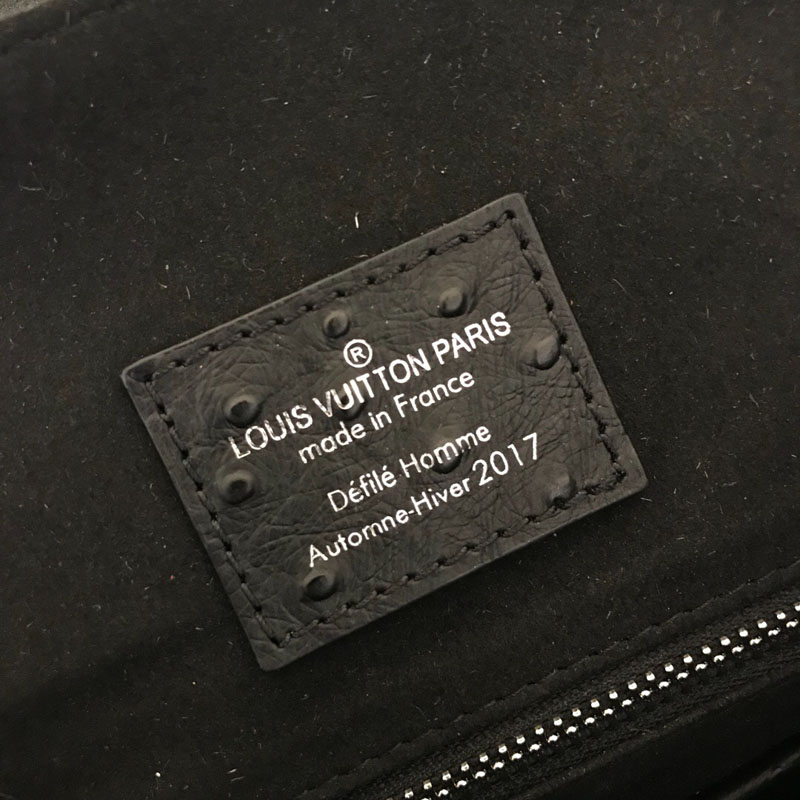 ®
LOUIS VUITTON PARIS
made in France
Défilé Homme
Automne-Hiver 2017